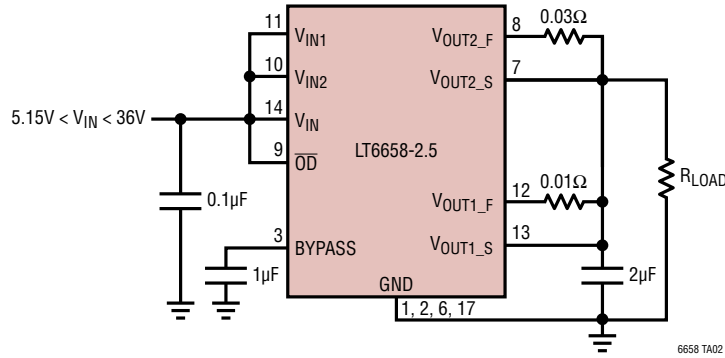 11
V_IN1
8
V_OUT2_F
0.03Ω
10
V_IN2
7
V_OUT2_S
5.15V < V_IN < 36V
14
V_IN
9
O̅D̅
LT6658-2.5
R_LOAD
0.1µF
12
V_OUT1_F
0.01Ω
13
V_OUT1_S
3
BYPASS
1µF
GND
2µF
1, 2, 6, 17
6658 TA02